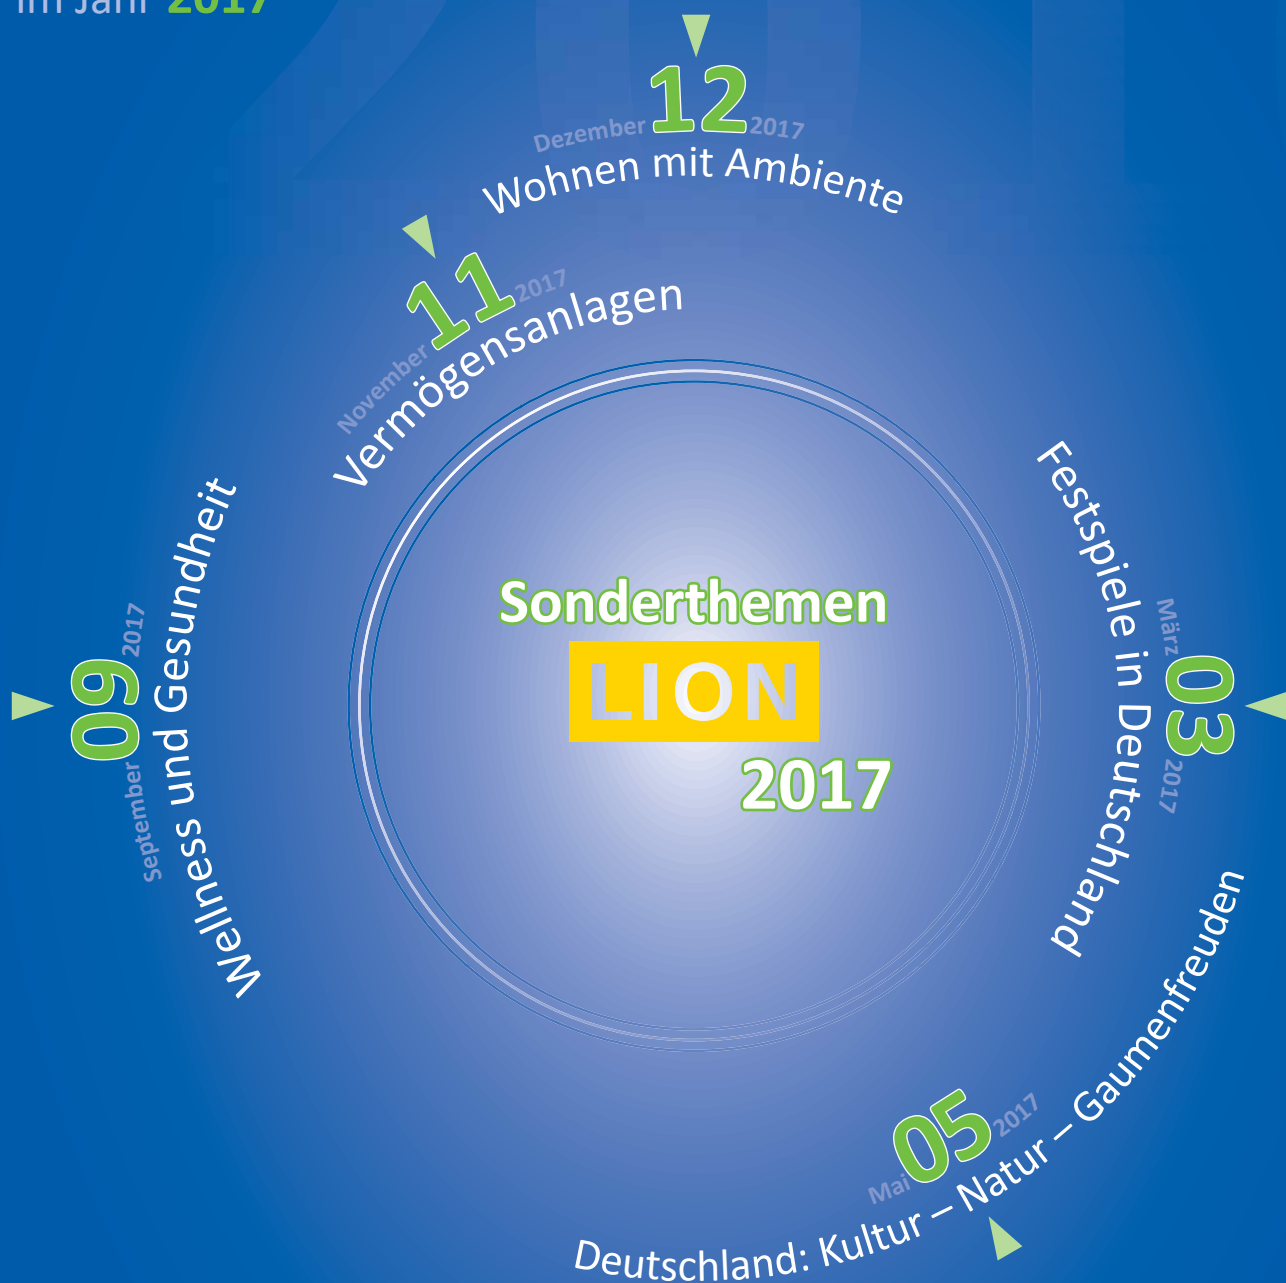 im Jahr 2017
Dezember 12 2017
Wohnen mit Ambiente
November 11 2017
Vermögensanlagen
März 03 2017
Festspiele in Deutschland
Sonderthemen
LION
2017
September 09 2017
Wellness und Gesundheit
Mai 05 2017
Deutschland: Kultur – Natur – Gaumenfreuden